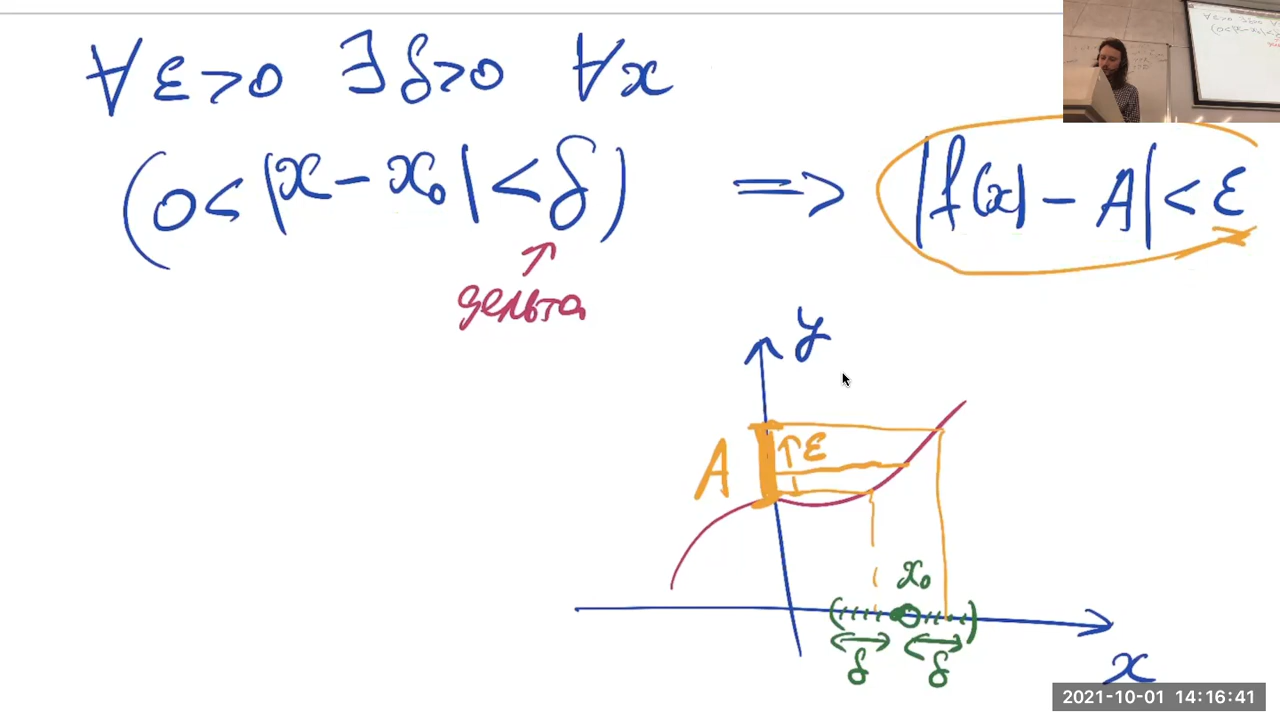 ∀ε>0 ∃δ>0 ∀x
(0<|x-x₀|<δ) => |f(x)-A|<ε
↑
дельта
y
A ↑ε
↓
x₀
δ δ
x
2021-10-01 14:16:41